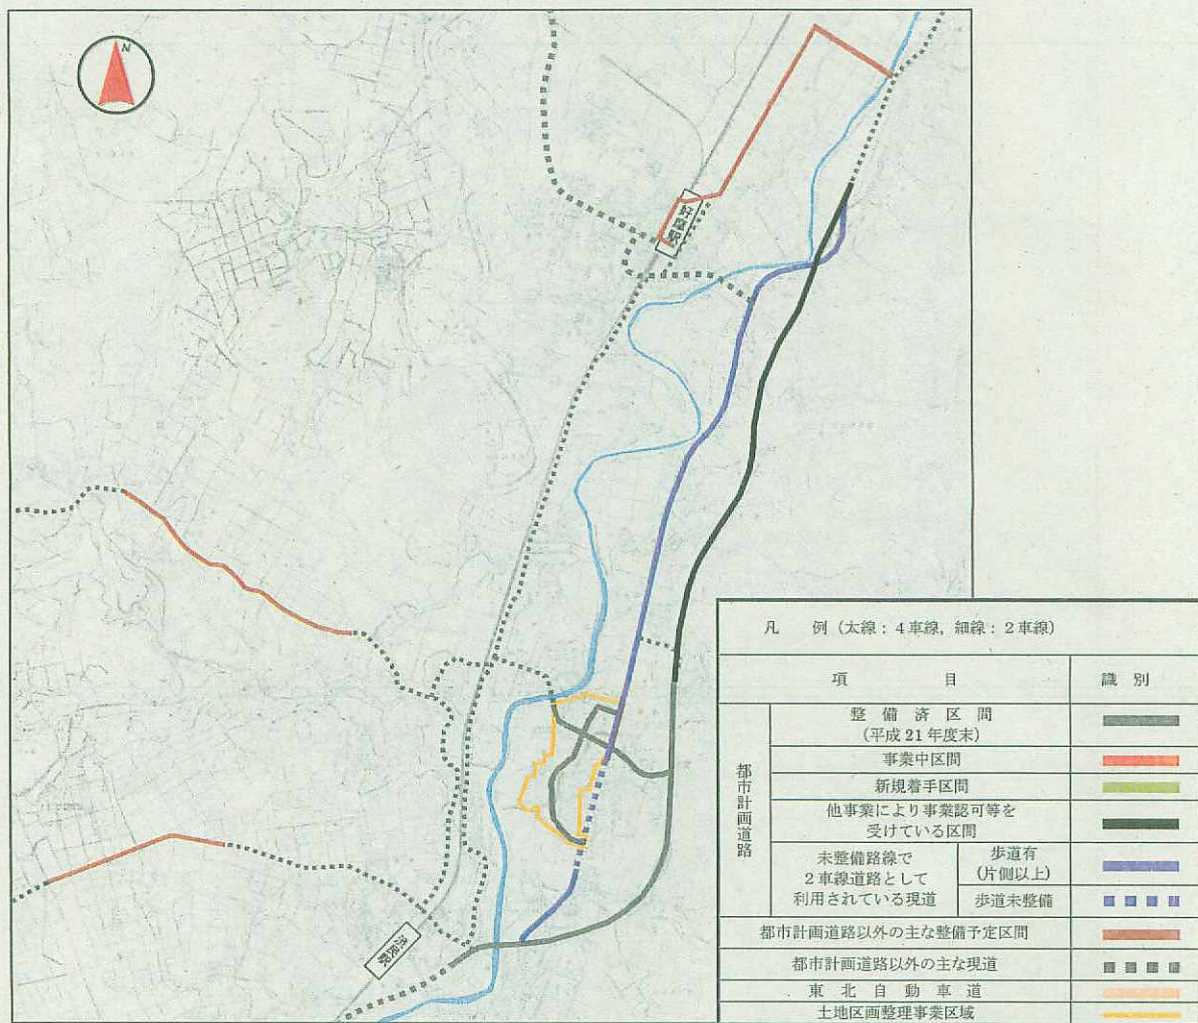 N
好摩駅
渋民駅
凡 例 (太線:4車線, 細線:2車線)
項 目
識 別
都市計画道路
整 備 済 区 間
(平成21年度末)
事業中区間
新規着手区間
他事業により事業認可等を
受けている区間
未整備路線で
2車線道路として
利用されている現道
歩道有
(片側以上)
歩道未整備
都市計画道路以外の主な整備予定区間
都市計画道路以外の主な現道
東 北 自 動 車 道
土地区画整理事業区域